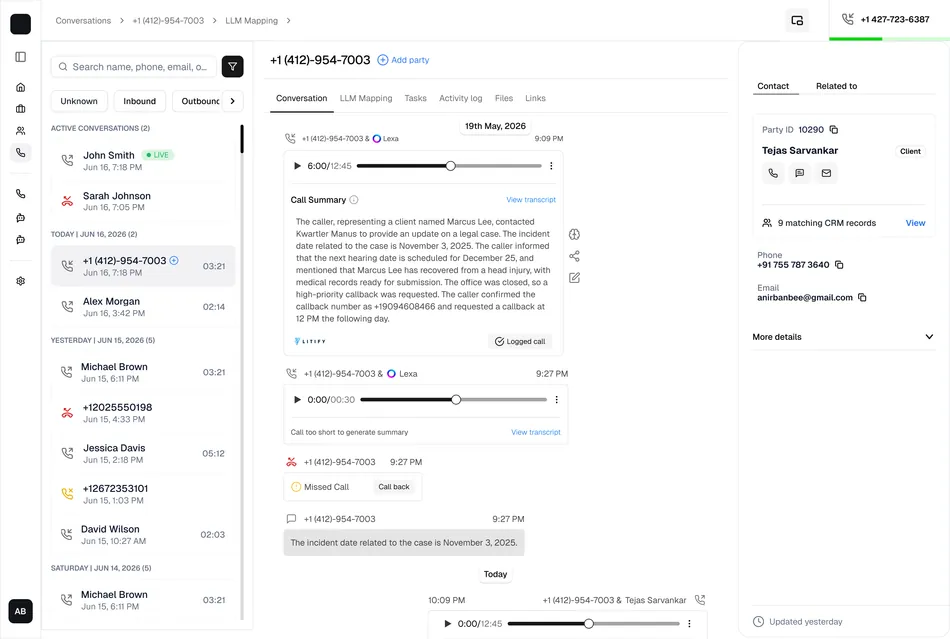 Conversations > +1 (412)-954-7003 > LLM Mapping >
+1 427-723-6387
Search name, phone, email, o...
Unknown
Inbound
Outbound
ACTIVE CONVERSATIONS (2)
John Smith
LIVE
Jun 16, 7:18 PM
Sarah Johnson
Jun 16, 7:05 PM
TODAY | JUN 16, 2026 (2)
+1 (412)-954-7003
Jun 16, 7:18 PM
03:21
Alex Morgan
Jun 16, 3:42 PM
02:14
YESTERDAY | JUN 15, 2026 (5)
Michael Brown
Jun 15, 6:11 PM
03:21
+12025550198
Jun 15, 4:33 PM
Jessica Davis
Jun 15, 2:18 PM
05:12
+12672353101
Jun 15, 1:03 PM
David Wilson
Jun 15, 10:27 AM
02:03
SATURDAY | JUN 14, 2026 (5)
Michael Brown
Jun 15, 6:11 PM
03:21
AB
+1 (412)-954-7003
Add party
Conversation
LLM Mapping
Tasks
Activity log
Files
Links
19th May, 2026
+1 (412)-954-7003 & Lexa
9:09 PM
6:00/12:45
Call Summary
View transcript
The caller, representing a client named Marcus Lee, contacted
Kwartler Manus to provide an update on a legal case. The incident
date related to the case is November 3, 2025. The caller informed
that the next hearing date is scheduled for December 25, and
mentioned that Marcus Lee has recovered from a head injury, with
medical records ready for submission. The office was closed, so a
high-priority callback was requested. The caller confirmed the
callback number as +19094608466 and requested a callback at
12 PM the following day.
LITIFY
Logged call
+1 (412)-954-7003 & Lexa
9:27 PM
0:00/00:30
Call too short to generate summary
View transcript
+1 (412)-954-7003
9:27 PM
Missed Call
Call back
+1 (412)-954-7003
9:27 PM
The incident date related to the case is November 3, 2025.
Today
10:09 PM
+1 (412)-954-7003 & Tejas Sarvankar
0:00/12:45
Contact
Related to
Party ID 10290
Tejas Sarvankar
Client
9 matching CRM records
View
Phone
+91 755 787 3640
Email
anirbanbee@gmail.com
More details
Updated yesterday